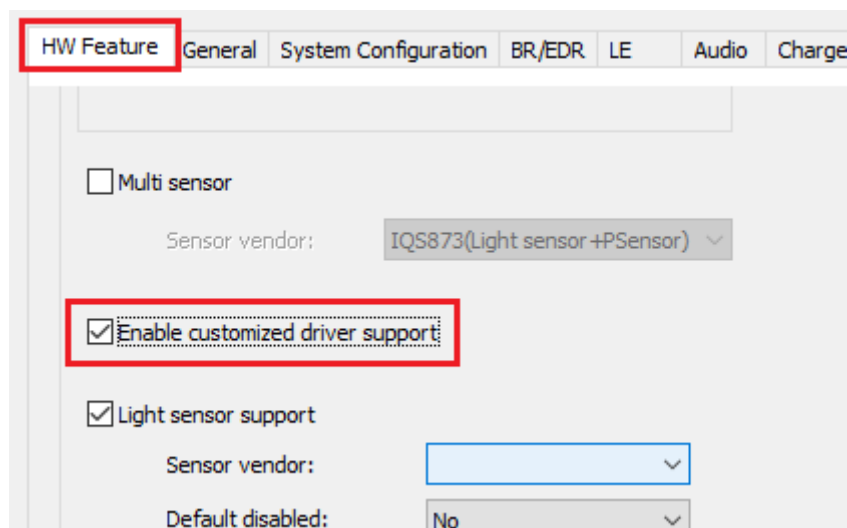 HW Feature General System Configuration BR/EDR LE Audio Charge
Multi sensor
Sensor vendor: IQS873(Light sensor+PSensor)
Enable customized driver support
Light sensor support
Sensor vendor:
Default disabled: No